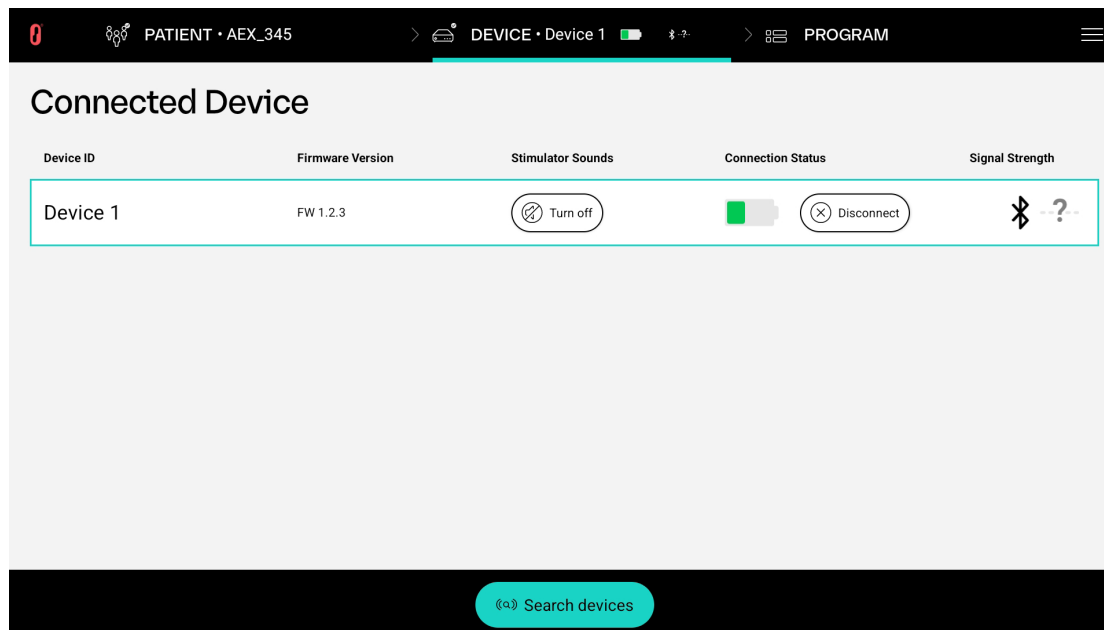 PATIENT • AEX_345 DEVICE • Device 1 -?- PROGRAM
Connected Device
Device ID Firmware Version Stimulator Sounds Connection Status Signal Strength
Device 1 FW 1.2.3 Turn off Disconnect --?--
Search devices